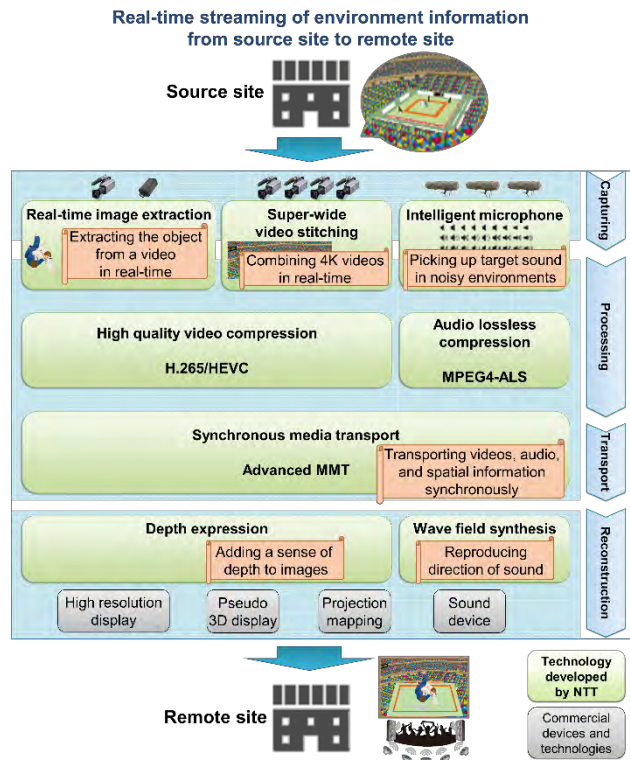 Real-time streaming of environment information
from source site to remote site
Source site
Capturing
Real-time image extraction
Extracting the object
from a video
in real-time
Super-wide
video stitching
Combining 4K videos
in real-time
Intelligent microphone
Picking up target sound
in noisy environments
Processing
High quality video compression
H.265/HEVC
Audio lossless
compression
MPEG4-ALS
Transport
Synchronous media transport
Advanced MMT
Transporting videos, audio,
and spatial information
synchronously
Reconstruction
Depth expression
Adding a sense of
depth to images
Wave field synthesis
Reproducing
direction of sound
High resolution
display
Pseudo
3D display
Projection
mapping
Sound
device
Remote site
Technology
developed
by NTT
Commercial
devices and
technologies